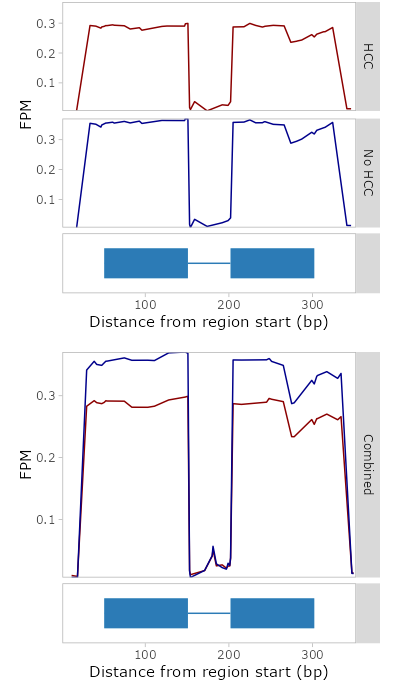 0.3
0.2
0.1
HCC
FPM
0.3
0.2
0.1
No HCC
100
200
300
Distance from region start (bp)
0.3
0.2
0.1
FPM
Combined
100
200
300
Distance from region start (bp)